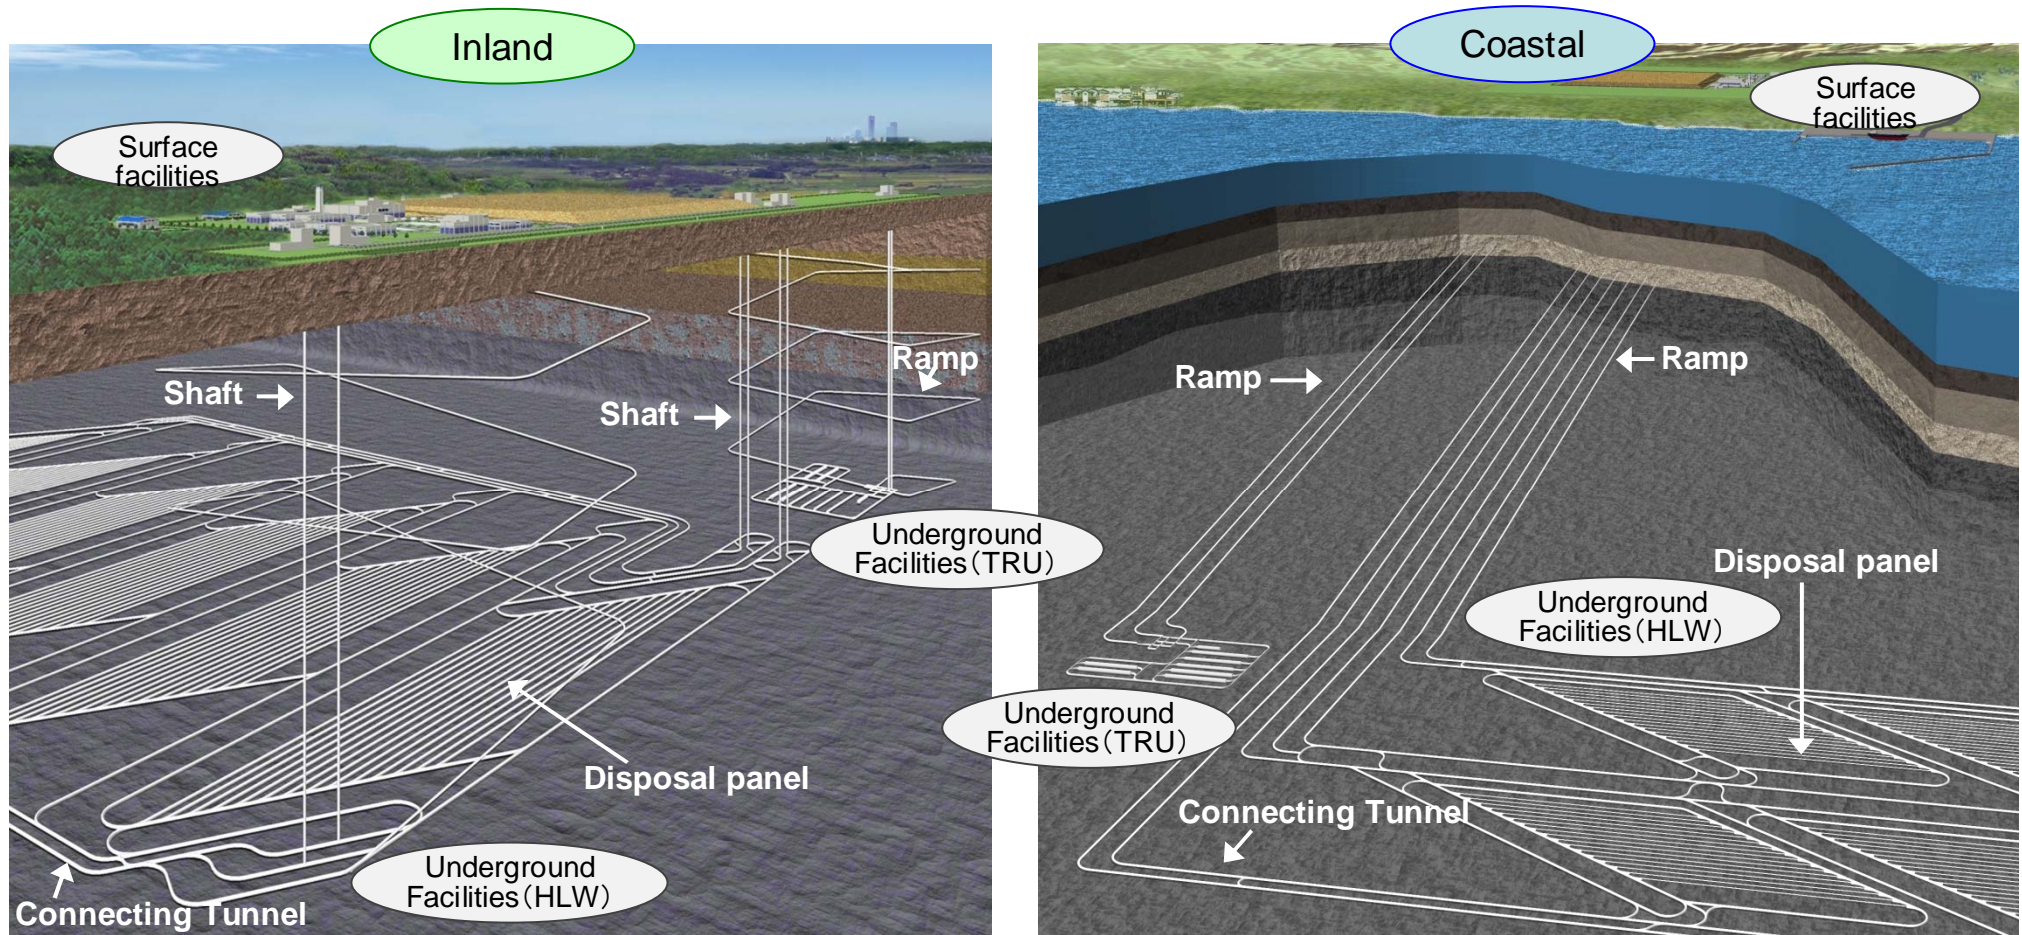 Inland
Surface
facilities
Shaft
Shaft
Ramp
Underground
Facilities（TRU）
Disposal panel
Underground
Facilities（HLW）
Connecting Tunnel
Coastal
Surface
facilities
Ramp
Ramp
Disposal panel
Underground
Facilities（HLW）
Underground
Facilities（TRU）
Connecting Tunnel